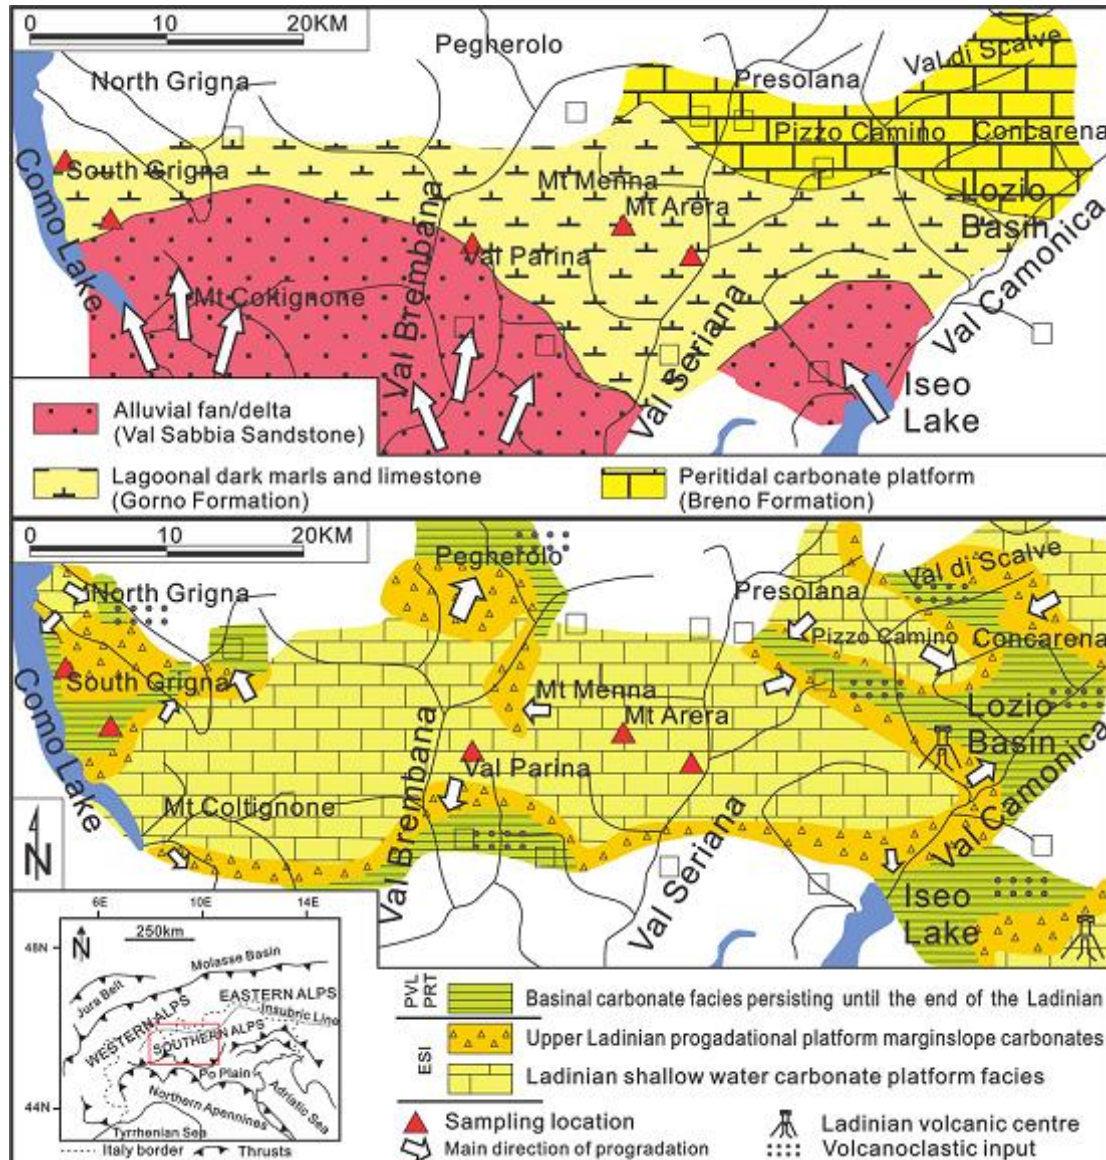 0 10 20KM
Pegherolo
North Grigna
Presolana
Val di Scalve
Pizzo Camino
Concarena
South Grigna
Mt Menna
Mt Arera
Lozio
Basin
Como Lake
Val Parina
Val Brembana
Mt Coltignone
Val Seriana
Val Camonica
Iseo
Lake
Alluvial fan/delta
(Val Sabbia Sandstone)
Lagoonal dark marls and limestone
(Gorno Formation)
Peritidal carbonate platform
(Breno Formation)
0 10 20KM
Pegherolo
North Grigna
Presolana
Val di Scalve
Pizzo Camino
Concarena
South Grigna
Mt Menna
Mt Arera
Lozio
Basin
Como Lake
Val Parina
Val Brembana
Mt Coltignone
Val Seriana
Val Camonica
Iseo
Lake
N
6E 10E 14E
48N
N
250km
Molasse Basin
Jura Belt
EASTERN ALPS
Insubric Line
WESTERN ALPS
SOUTHERN ALPS
Po Plain
Northern Apennines
Adriatic Sea
44N
Tyrrhenian Sea
Italy border
Thrusts
PVL
PRT
Basinal carbonate facies persisting until the end of the Ladinian
ESI
Upper Ladinian progadational platform marginslope carbonates
Ladinian shallow water carbonate platform facies
Sampling location
Ladinian volcanic centre
Main direction of progradation
Volcanoclastic input